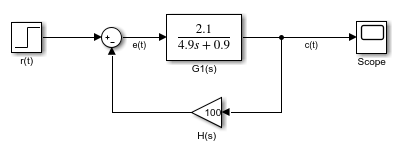 2.1
4.9s + 0.9
+
-
r(t)
e(t)
G1(s)
c(t)
Scope
100
H(s)